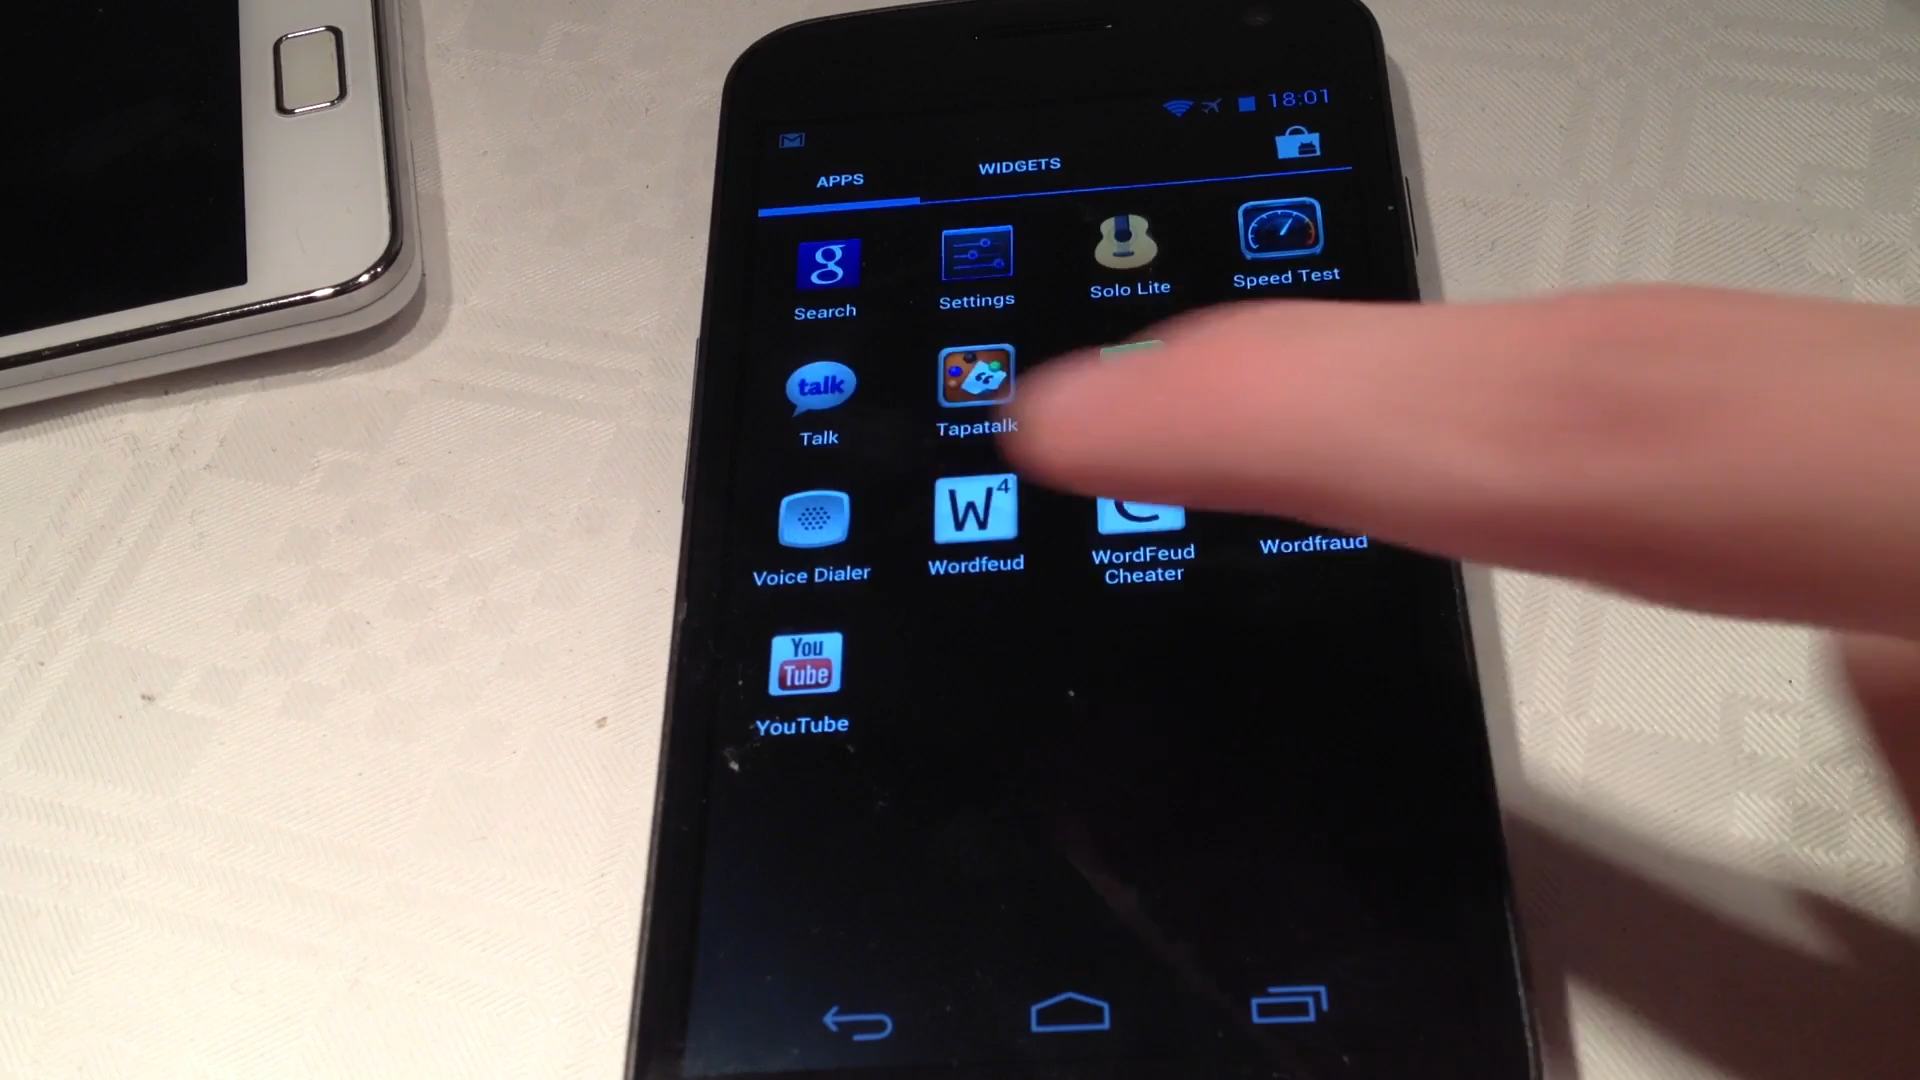 18:01
APPS WIDGETS
g
Search Settings Solo Lite Speed Test
talk
Talk Tapatalk
W4
Voice Dialer Wordfeud WordFeud Cheater Wordfraud
You
Tube
YouTube